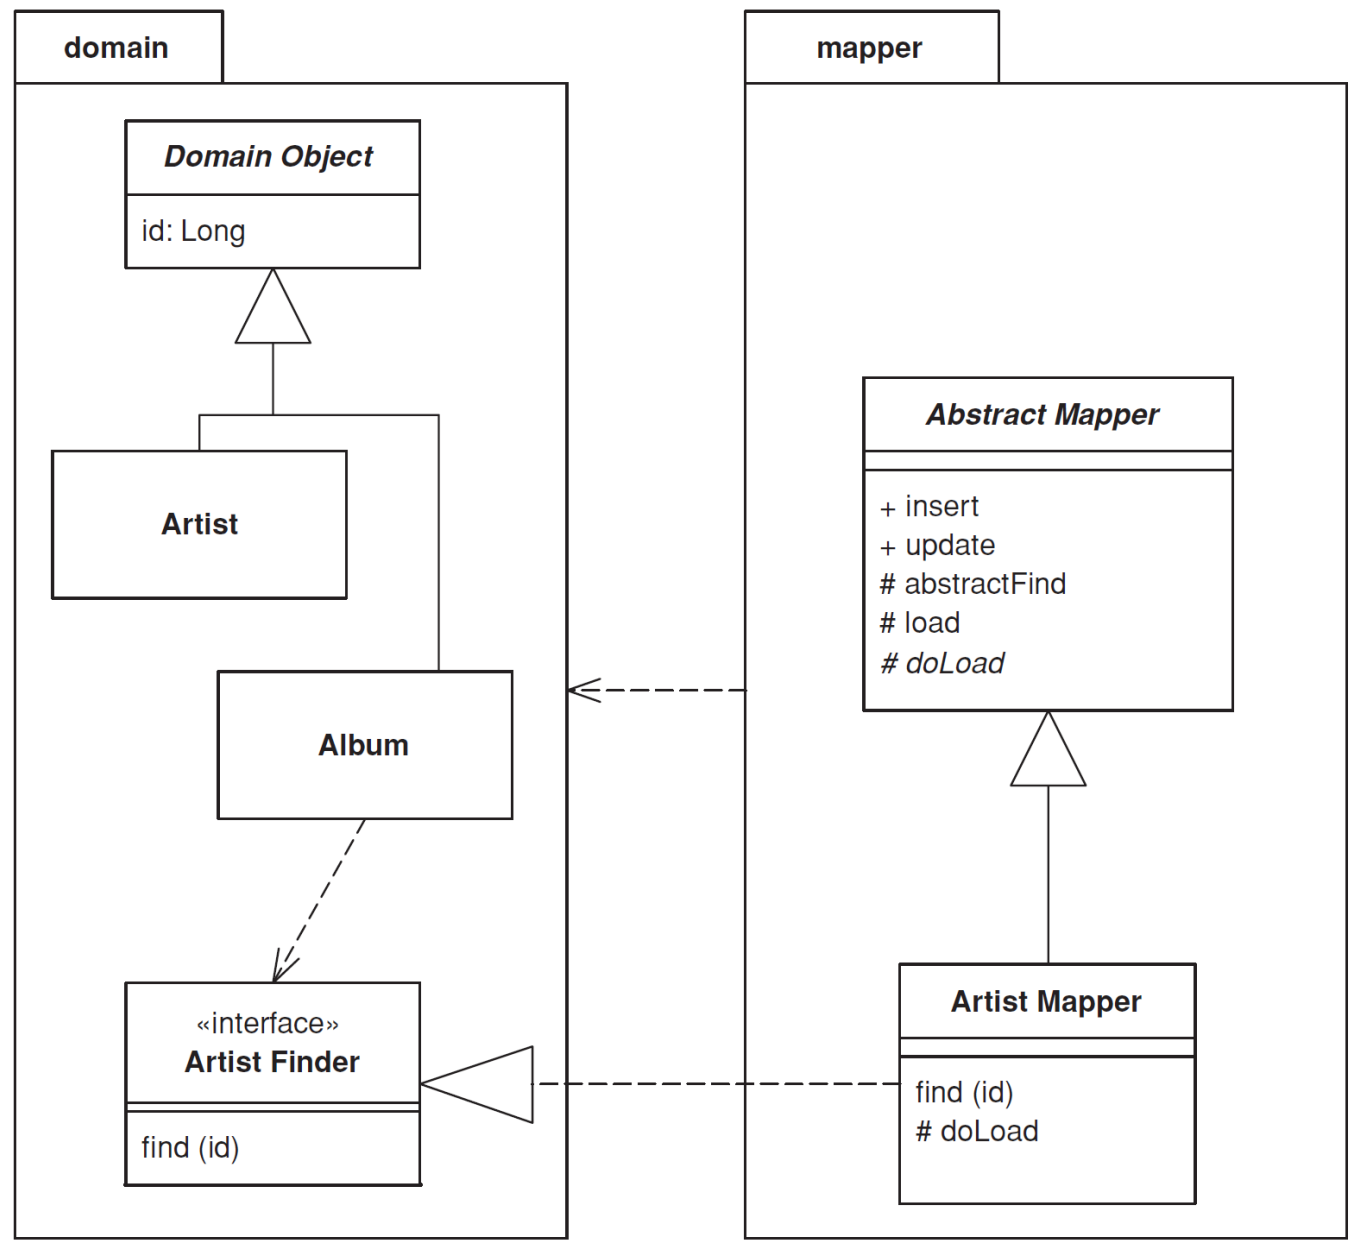 domain
Domain Object
id: Long
Artist
Album
«interface»
Artist Finder
find (id)
mapper
Abstract Mapper
+ insert
+ update
# abstractFind
# load
# doLoad
Artist Mapper
find (id)
# doLoad